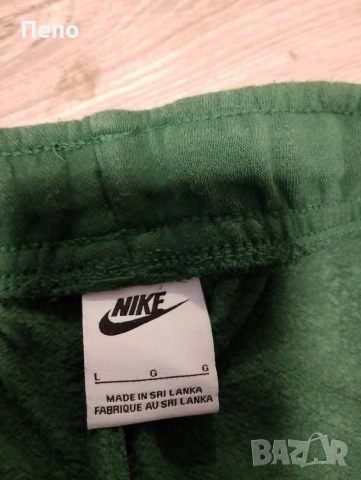 Пепо
NIKE
L G G
MADE IN SRI LANKA
FABRIQUE AU SRI LANKA
BAZAR